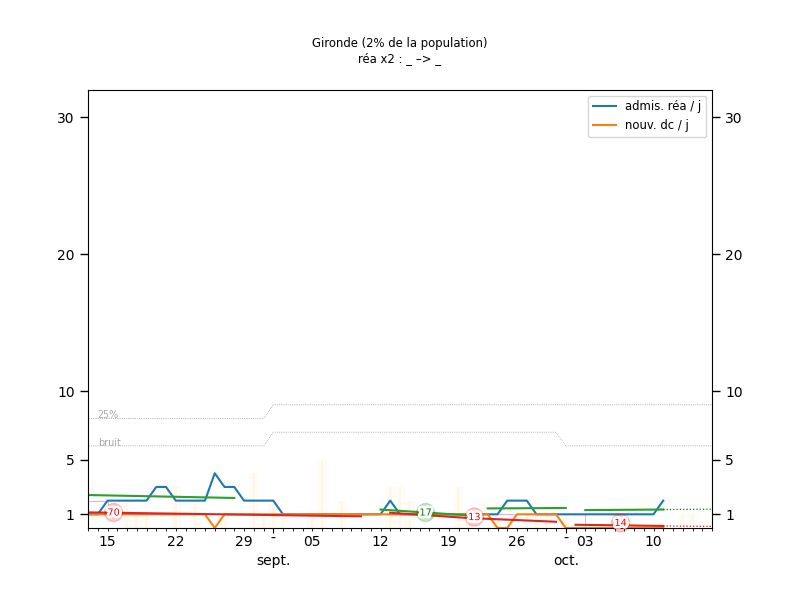 Gironde (2% de la population)
réa x2 : _ –> _
admis. réa / j
nouv. dc / j
30 30
20 20
10 10
25%
bruit
5 5
1 1
70 17 13 14
15 22 29 - 05 12 19 26 - 03 10
sept. oct.